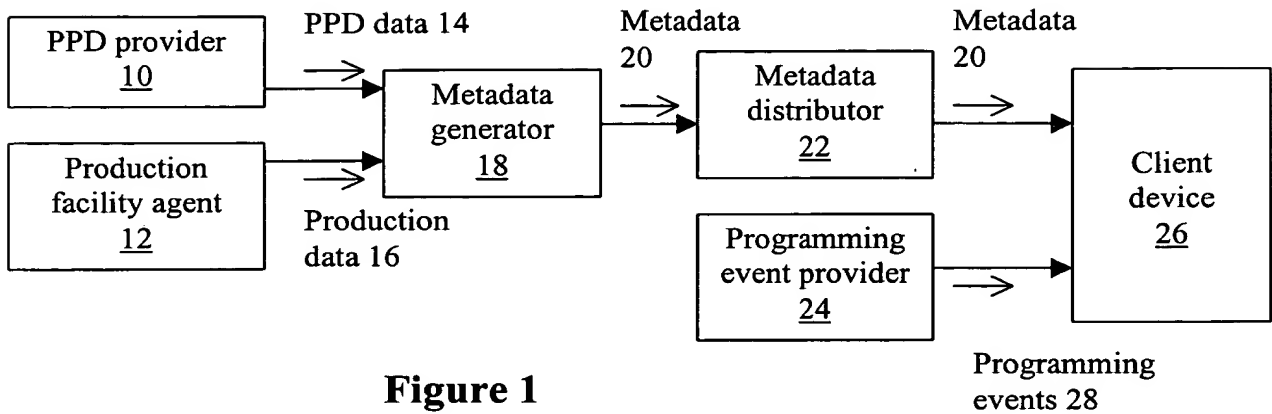 PPD provider
10
PPD data 14
Production
facility agent
12
Production
data 16
Metadata
generator
18
Metadata
20
Metadata
distributor
22
Metadata
20
Programming
event provider
24
Programming
events 28
Client
device
26
Figure 1